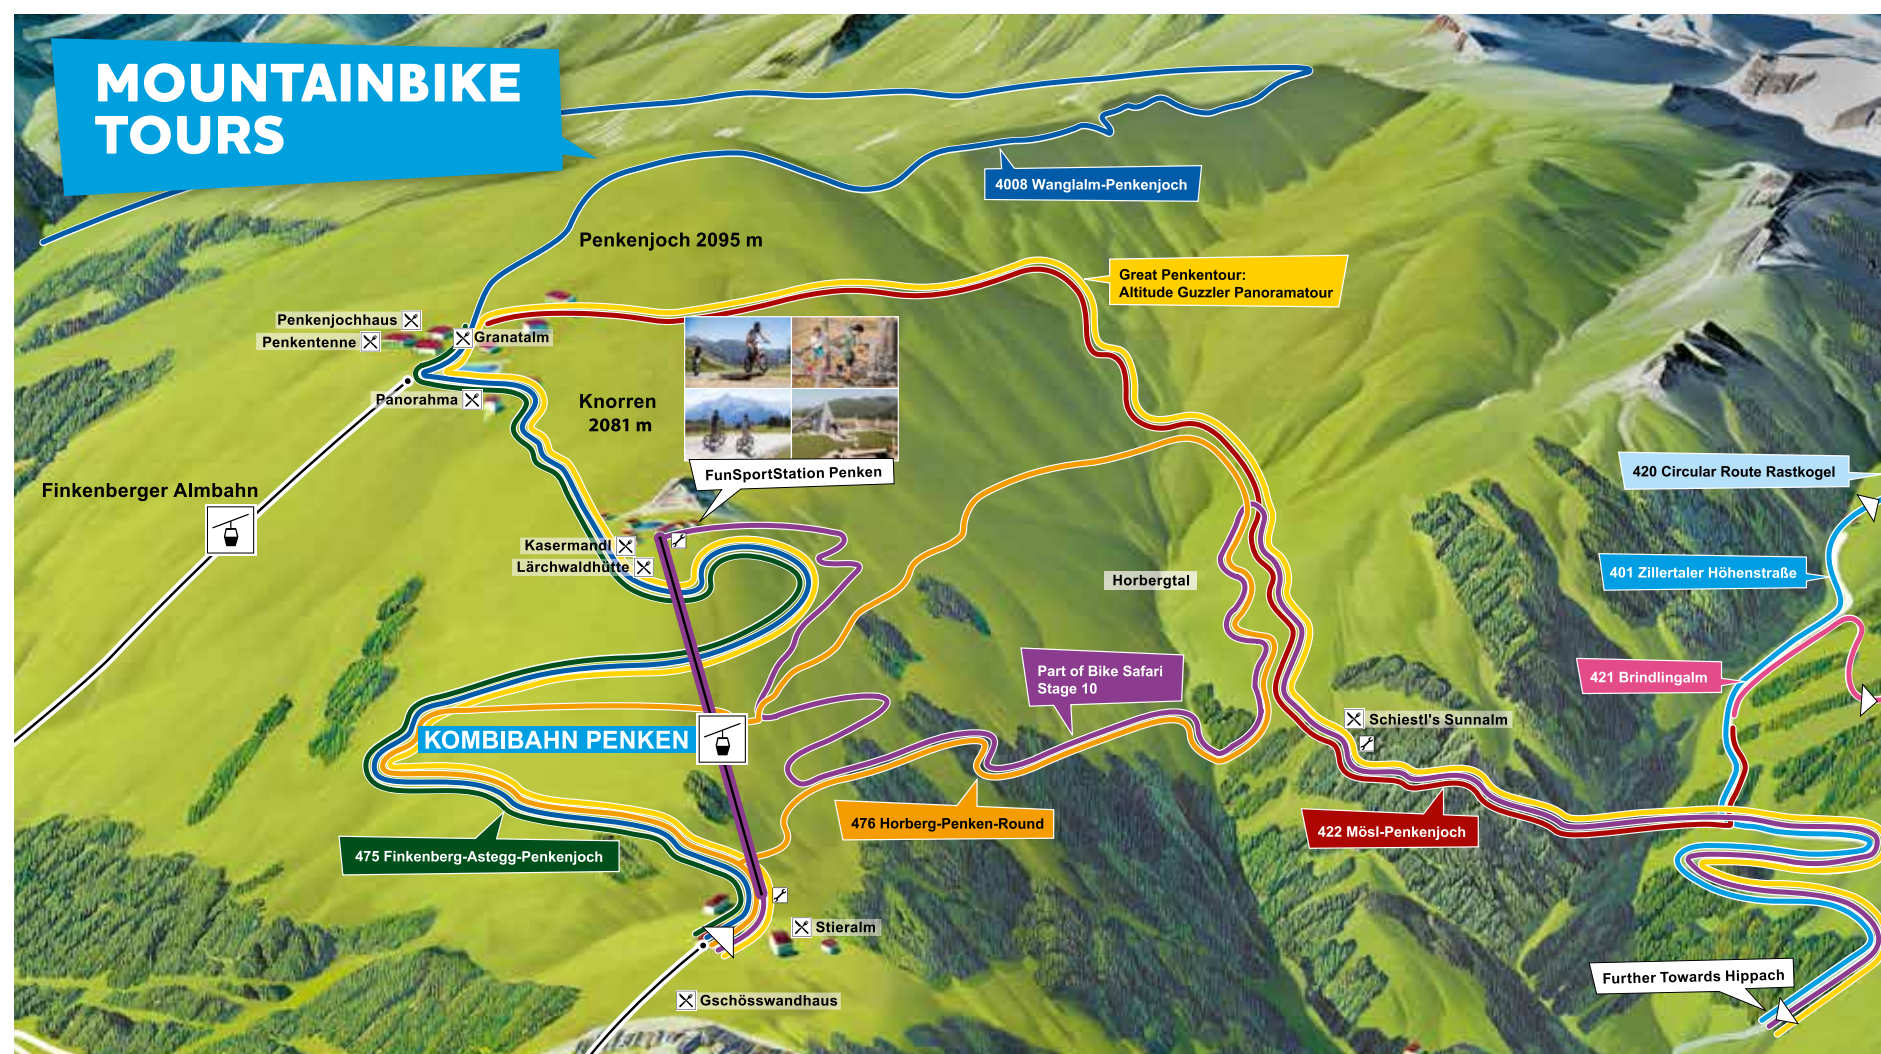 MOUNTAINBIKE
TOURS
4008 Wanglalm-Penkenjoch
Penkenjoch 2095 m
Great Penkentour:
Altitude Guzzler Panoramatour
Penkenjochhaus
Penkentenne
Granatalm
Panorahma
Knorren
2081 m
FunSportStation Penken
420 Circular Route Rastkogel
Finkenberger Almbahn
Kasermandl
Lärchwaldhütte
Horbergtal
401 Zillertaler Höhenstraße
Part of Bike Safari
Stage 10
421 Brindlingalm
Schiestl's Sunnalm
KOMBIBAHN PENKEN
476 Horberg-Penken-Round
422 Mösl-Penkenjoch
475 Finkenberg-Astegg-Penkenjoch
Stieralm
Further Towards Hippach
Gschösswandhaus